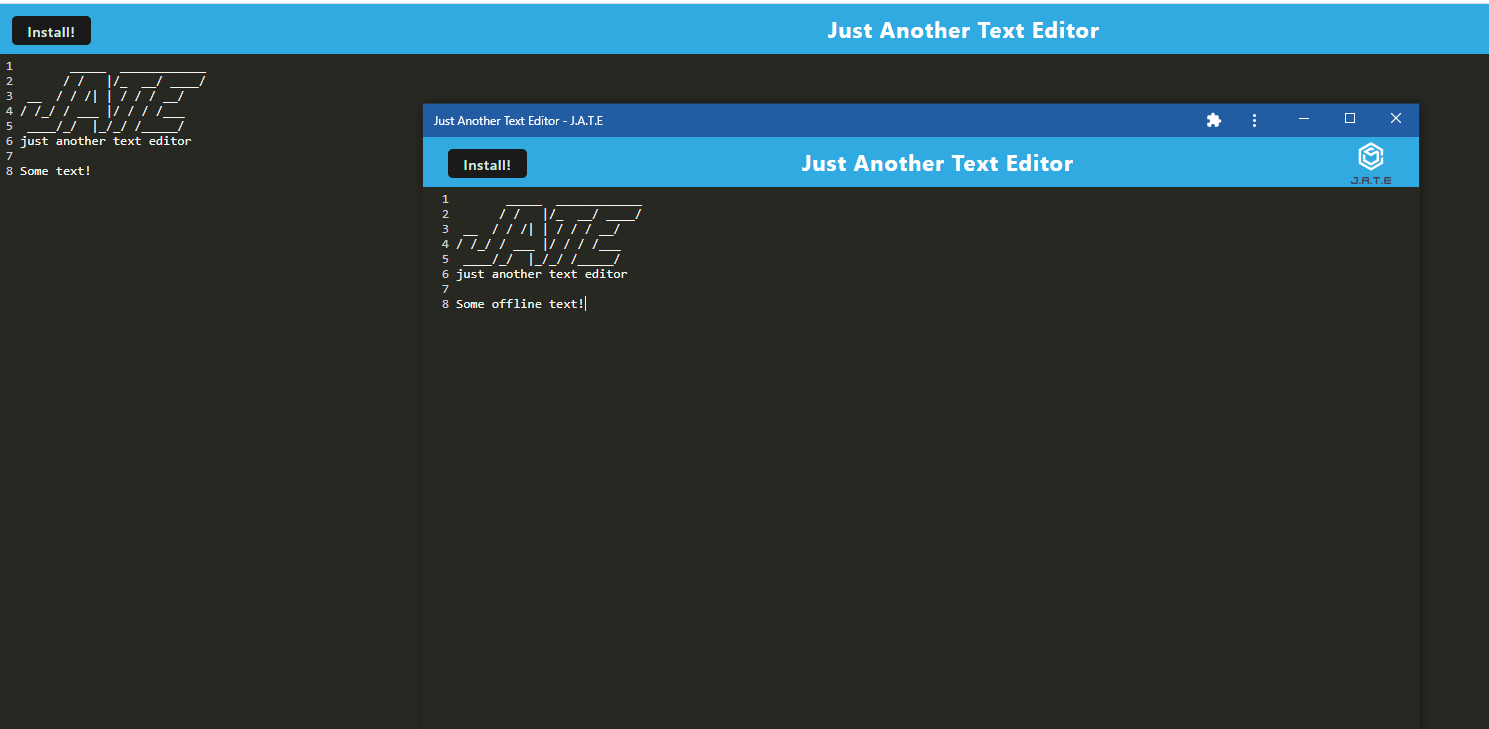 Install!
Just Another Text Editor
1        _____  ____________
2       / /   |/_  __/ ____/
3  __  / / /| | / / / __/
4 / /_/ / ___ |/ / / /___
5  ____/_/  |_/_/ /_____/
6 just another text editor
7
8 Some text!
Just Another Text Editor - J.A.T.E
Install!
Just Another Text Editor
J.A.T.E
1        _____  ____________
2       / /   |/_  __/ ____/
3  __  / / /| | / / / __/
4 / /_/ / ___ |/ / / /___
5  ____/_/  |_/_/ /_____/
6 just another text editor
7
8 Some offline text!